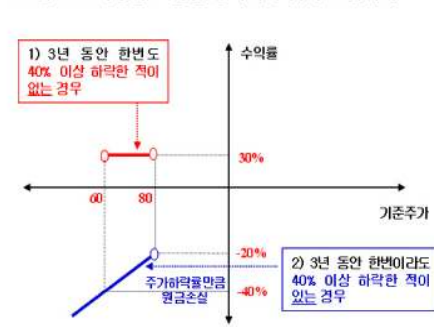 1) 3년 동안 한번도
40% 이상 하락한 적이
없는 경우
수익률
30%
60
80
기준주가
-20%
주가하락률만큼
원금손실
-40%
2) 3년 동안 한번이라도
40% 이상 하락한 적이
있는 경우